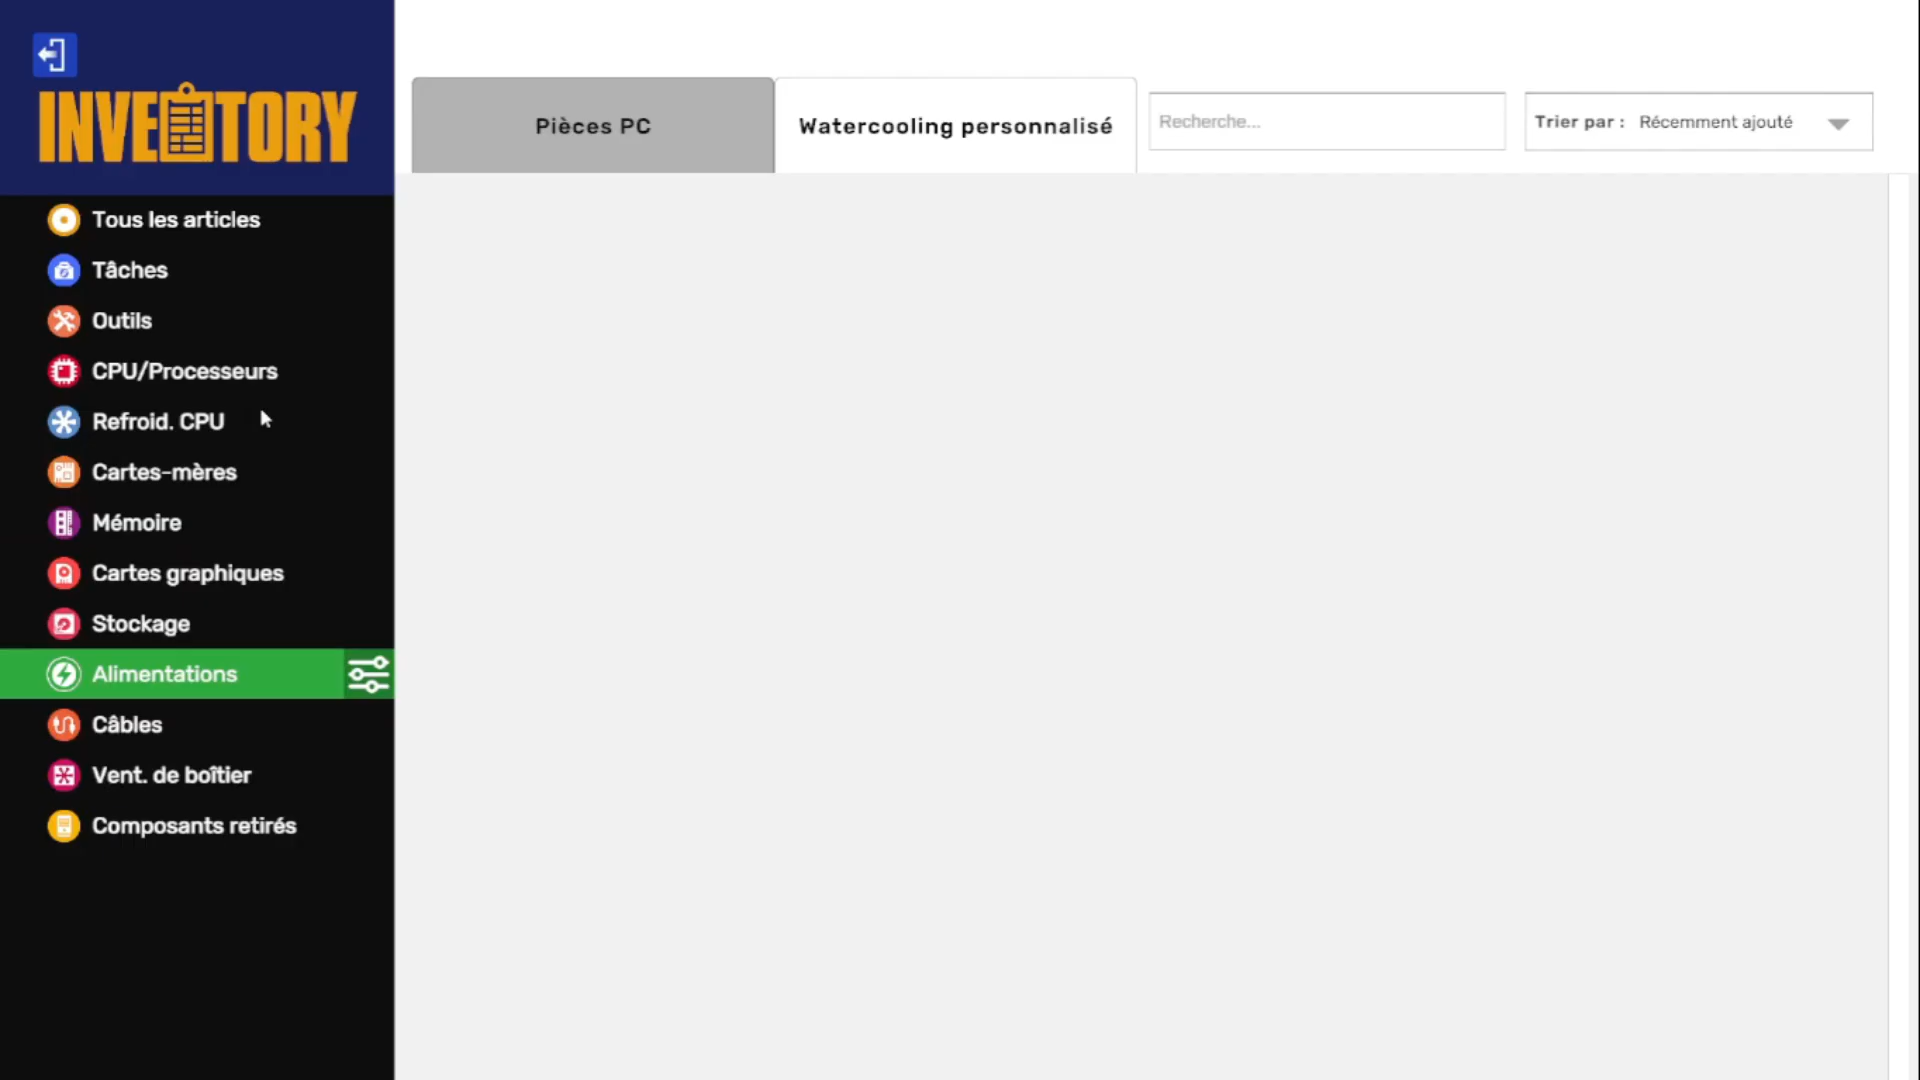 INVENTORY
Pièces PC
Watercooling personnalisé
Recherche...
Trier par : Récemment ajouté
Tous les articles
Tâches
Outils
CPU/Processeurs
Refroid. CPU
Cartes-mères
Mémoire
Cartes graphiques
Stockage
Alimentations
Câbles
Vent. de boîtier
Composants retirés